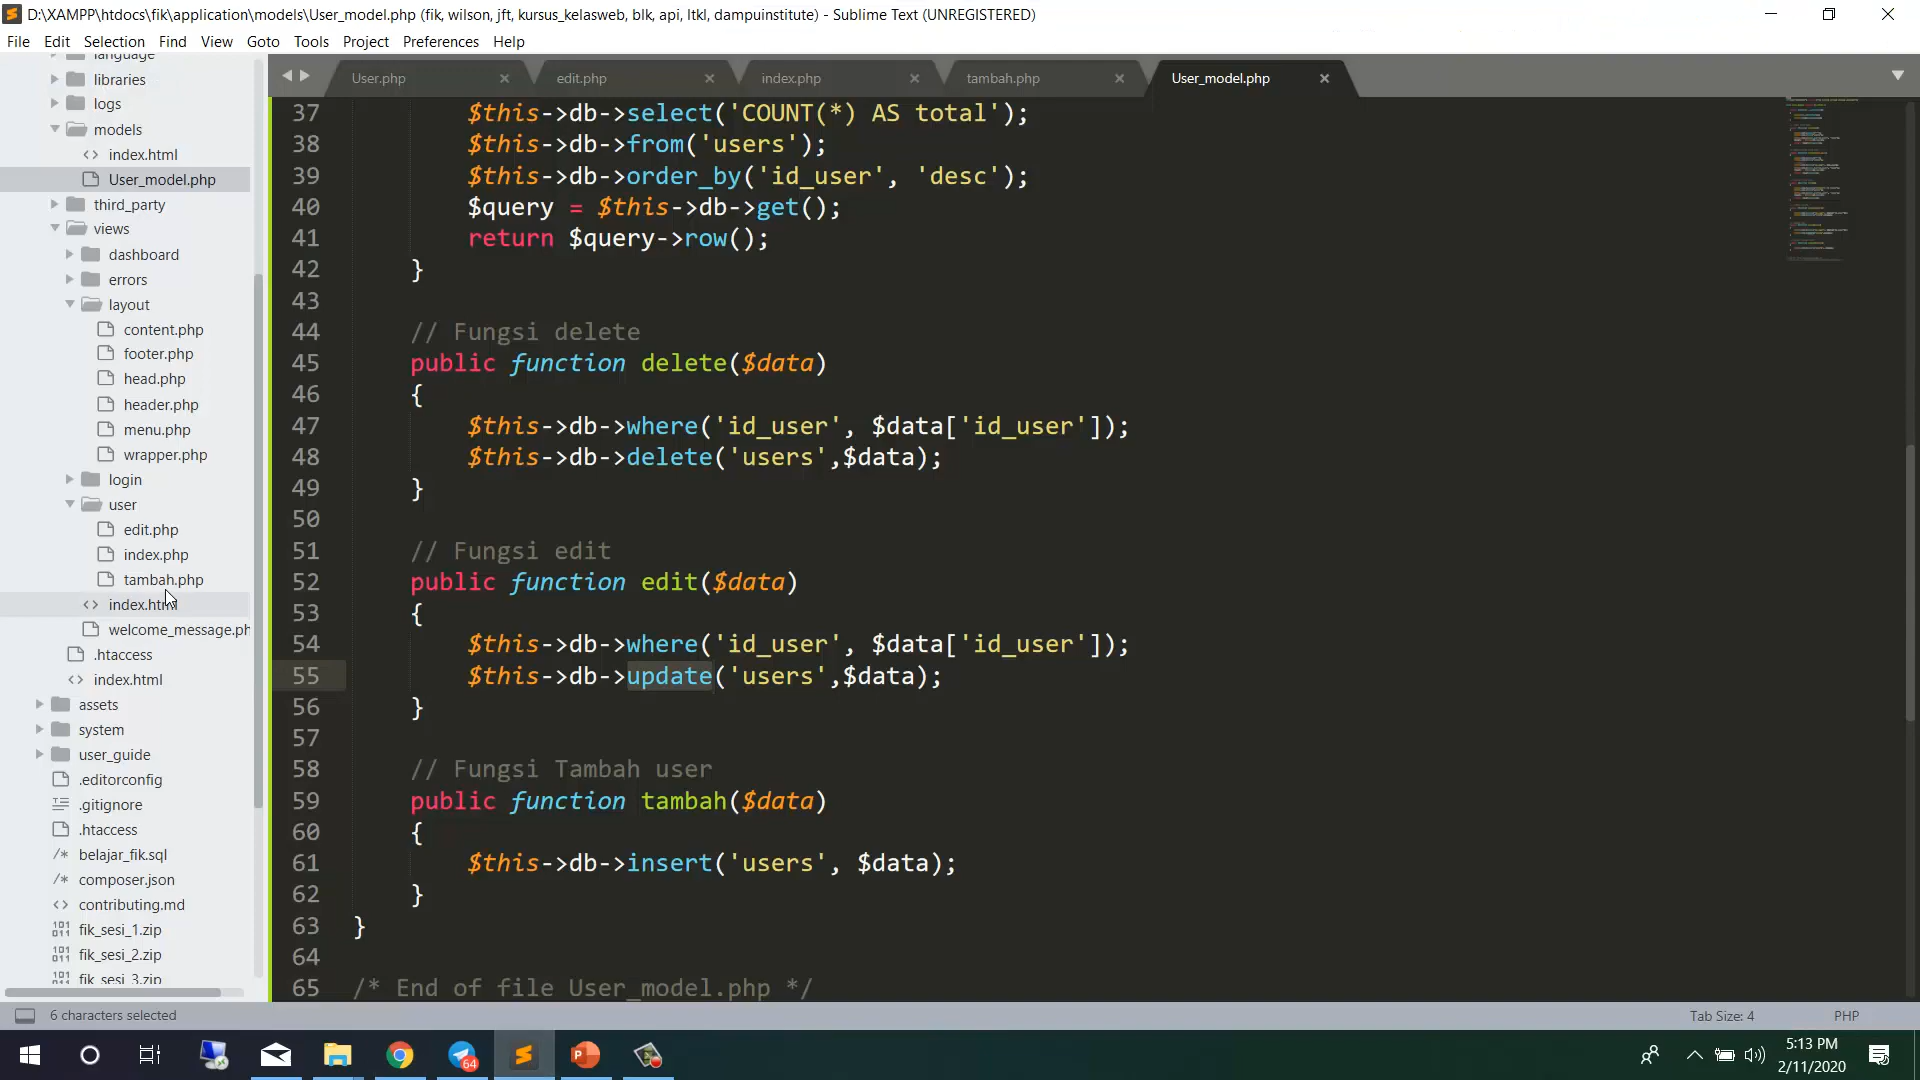 D:\XAMPP\htdocs\fik\application\models\User_model.php (fik, wilson, jft, kursus_kelasweb, blk, api, ltkl, dampuinstitute) - Sublime Text (UNREGISTERED)
File Edit Selection Find View Goto Tools Project Preferences Help
language
libraries
logs
models
index.html
User_model.php
third_party
views
dashboard
errors
layout
content.php
footer.php
head.php
header.php
menu.php
wrapper.php
login
user
edit.php
index.php
tambah.php
index.html
welcome_message.ph
.htaccess
index.html
assets
system
user_guide
.editorconfig
.gitignore
.htaccess
/* belajar_fik.sql
/* composer.json
<> contributing.md
fik_sesi_1.zip
fik_sesi_2.zip
fik_sesi_3.zip
User.php edit.php index.php tambah.php User_model.php
37 $this->db->select('COUNT(*) AS total');
38 $this->db->from('users');
39 $this->db->order_by('id_user', 'desc');
40 $query = $this->db->get();
41 return $query->row();
42 }
43
44 // Fungsi delete
45 public function delete($data)
46 {
47 $this->db->where('id_user', $data['id_user']);
48 $this->db->delete('users',$data);
49 }
50
51 // Fungsi edit
52 public function edit($data)
53 {
54 $this->db->where('id_user', $data['id_user']);
55 $this->db->update('users',$data);
56 }
57
58 // Fungsi Tambah user
59 public function tambah($data)
60 {
61 $this->db->insert('users', $data);
62 }
63 }
64
65 /* End of file User_model.php */
6 characters selected
Tab Size: 4 PHP
64
5:13 PM
2/11/2020